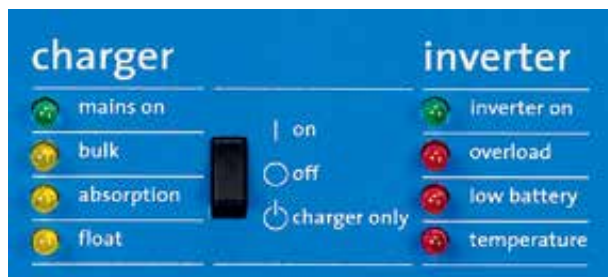 charger
mains on
bulk
absorption
float
| on
off
charger only
inverter
inverter on
overload
low battery
temperature